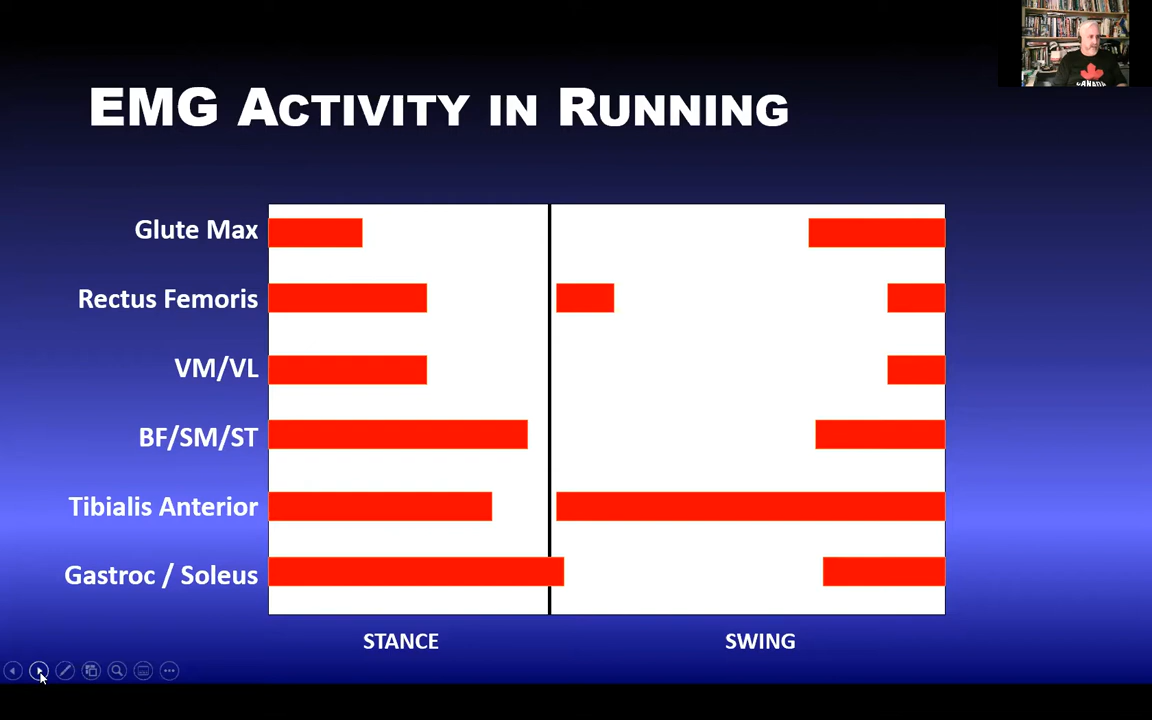 EMG ACTIVITY IN RUNNING
Glute Max
Rectus Femoris
VM/VL
BF/SM/ST
Tibialis Anterior
Gastroc / Soleus
STANCE
SWING
CANADA